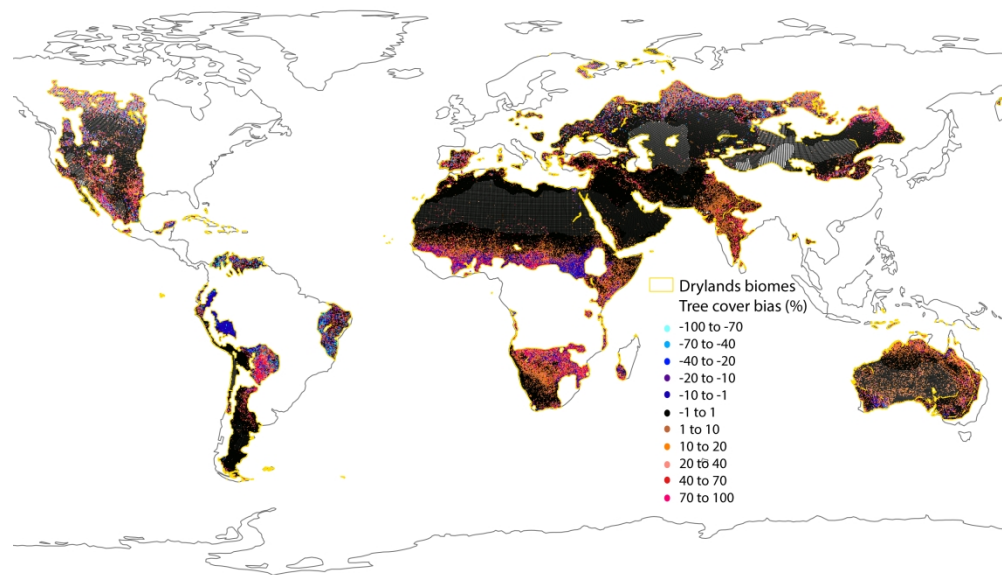 Drylands biomes
Tree cover bias (%)
-100 to -70
-70 to -40
-40 to -20
-20 to -10
-10 to -1
-1 to 1
1 to 10
10 to 20
20 to 40
40 to 70
70 to 100